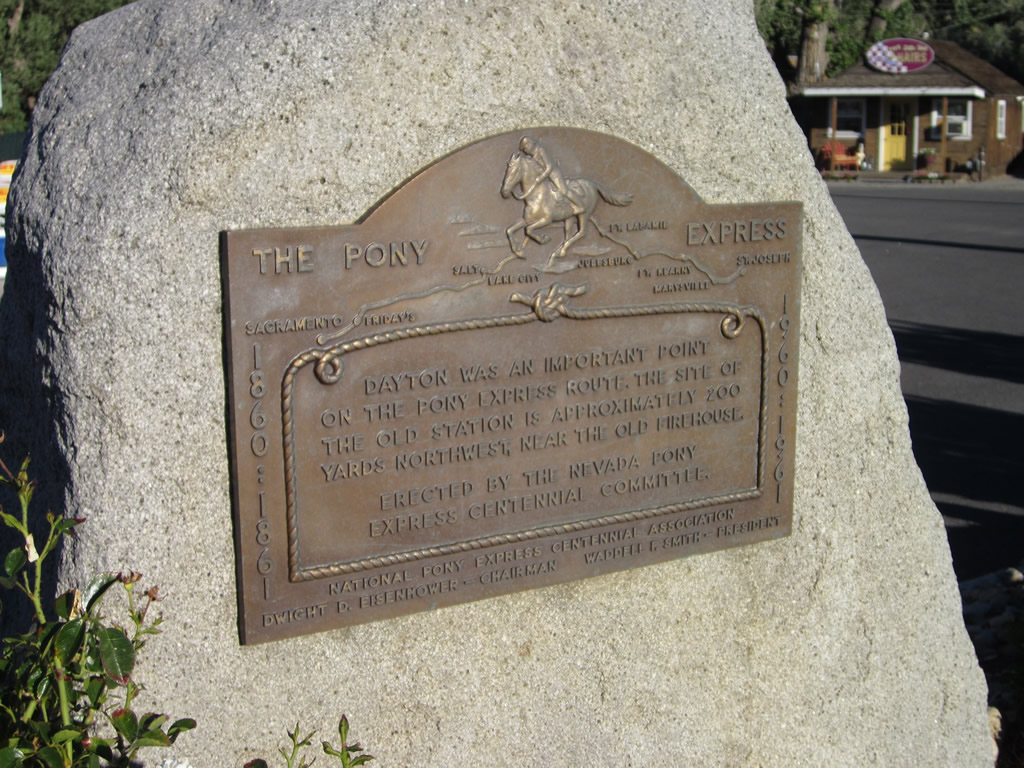 THE PONY EXPRESS
FT. LARAMIE
SALT LAKE CITY
JULESBURG
FT. KEARNY
ST. JOSEPH
MARYSVILLE
SACRAMENTO
FRIDAY'S
1860::1861
1960::1961
DAYTON WAS AN IMPORTANT POINT
ON THE PONY EXPRESS ROUTE. THE SITE OF
THE OLD STATION IS APPROXIMATELY 200
YARDS NORTHWEST, NEAR THE OLD FIREHOUSE.
ERECTED BY THE NEVADA PONY
EXPRESS CENTENNIAL COMMITTEE.
NATIONAL PONY EXPRESS CENTENNIAL ASSOCIATION
DWIGHT D. EISENHOWER - CHAIRMAN WADDELL F. SMITH - PRESIDENT
HAIRS